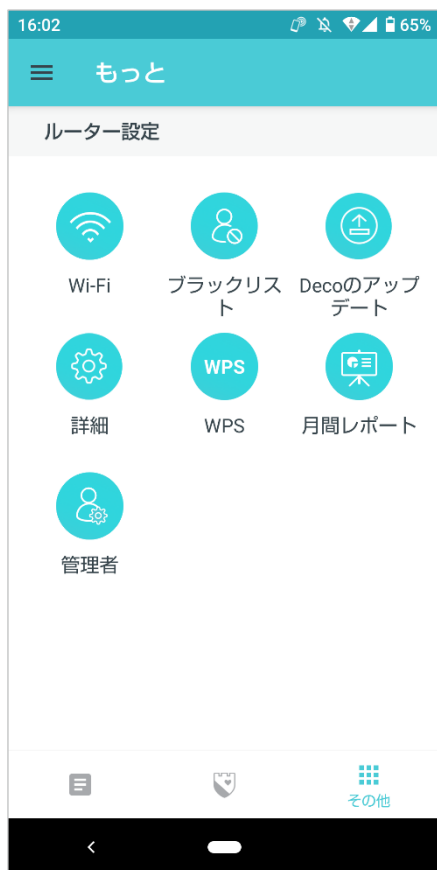 16:02
65%
もっと
ルーター設定
Wi-Fi
ブラックリス
ト
Decoのアップ
デート
詳細
WPS
WPS
月間レポート
管理者
その他